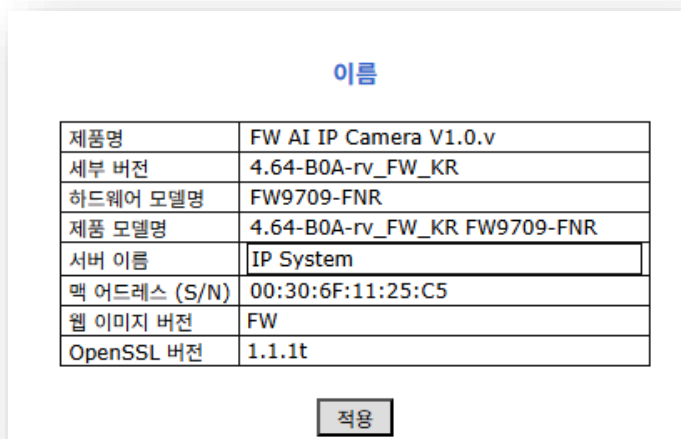 이름
제품명 FW AI IP Camera V1.0.v
세부 버전 4.64-B0A-rv_FW_KR
하드웨어 모델명 FW9709-FNR
제품 모델명 4.64-B0A-rv_FW_KR FW9709-FNR
서버 이름 IP System
맥 어드레스 (S/N) 00:30:6F:11:25:C5
웹 이미지 버전 FW
OpenSSL 버전 1.1.1t
적용